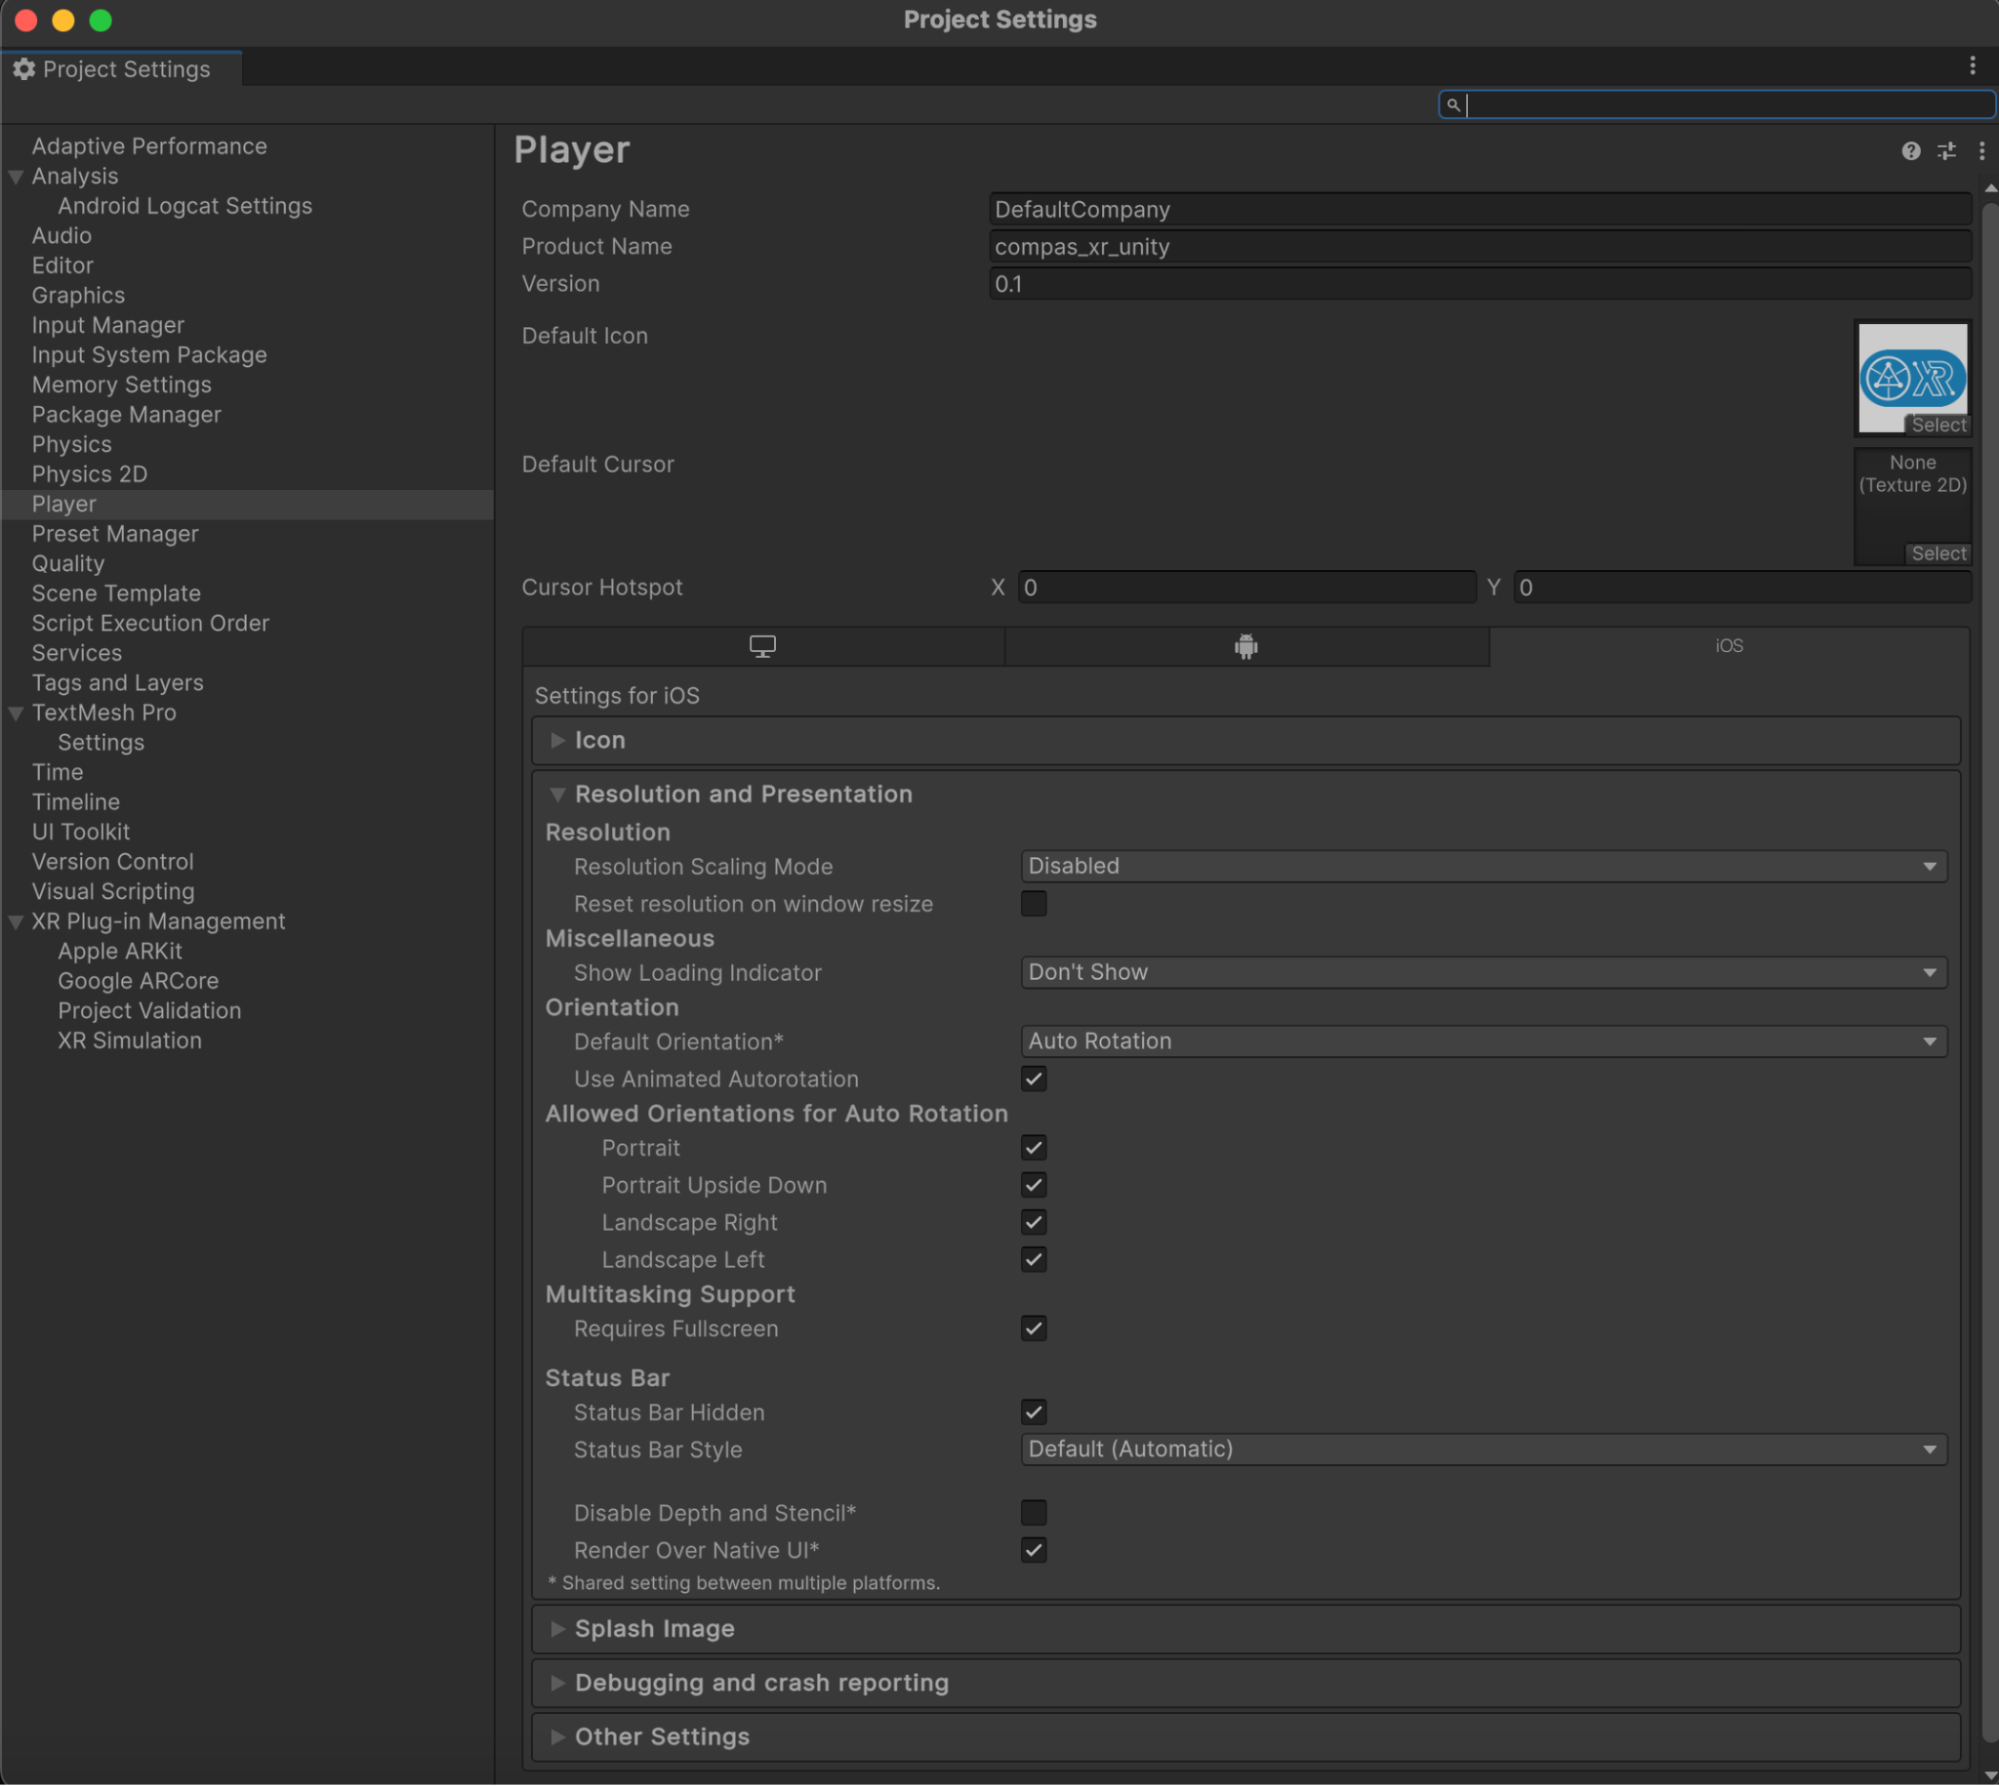 Project Settings
Project Settings
Adaptive Performance
Analysis
Android Logcat Settings
Audio
Editor
Graphics
Input Manager
Input System Package
Memory Settings
Package Manager
Physics
Physics 2D
Player
Preset Manager
Quality
Scene Template
Script Execution Order
Services
Tags and Layers
TextMesh Pro
Settings
Time
Timeline
UI Toolkit
Version Control
Visual Scripting
XR Plug-in Management
Apple ARKit
Google ARCore
Project Validation
XR Simulation
Player
Company Name DefaultCompany
Product Name compas_xr_unity
Version 0.1
Default Icon
XR
Select
Default Cursor
None
(Texture 2D)
Select
Cursor Hotspot X 0 Y 0
iOS
Settings for iOS
Icon
Resolution and Presentation
Resolution
Resolution Scaling Mode Disabled
Reset resolution on window resize
Miscellaneous
Show Loading Indicator Don't Show
Orientation
Default Orientation* Auto Rotation
Use Animated Autorotation
Allowed Orientations for Auto Rotation
Portrait
Portrait Upside Down
Landscape Right
Landscape Left
Multitasking Support
Requires Fullscreen
Status Bar
Status Bar Hidden
Status Bar Style Default (Automatic)
Disable Depth and Stencil*
Render Over Native UI*
* Shared setting between multiple platforms.
Splash Image
Debugging and crash reporting
Other Settings